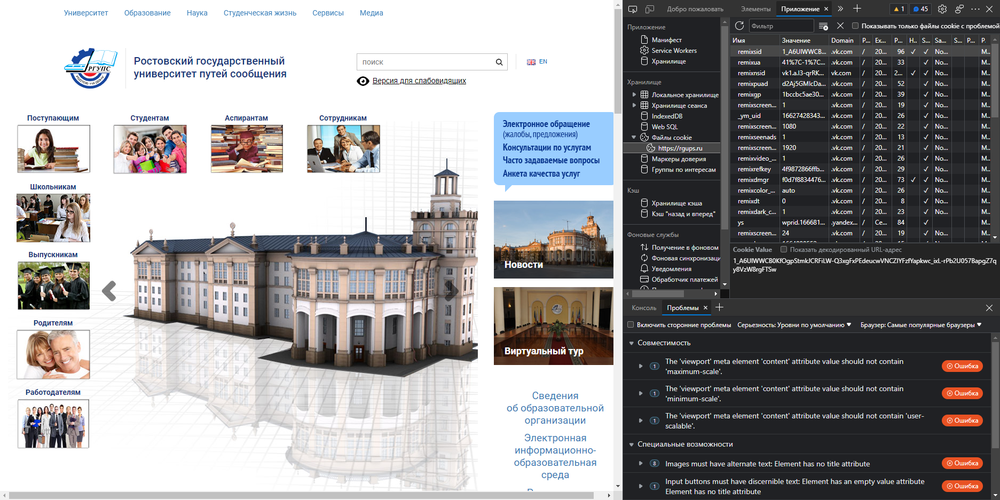 Университет Образование Наука Студенческая жизнь Сервисы Медиа
РГУПС
РОСТОВ-НА-ДОНУ
Ростовский государственный
университет путей сообщения
поиск
EN
Версия для слабовидящих
Поступающим
Студентам
Аспирантам
Сотрудникам
Школьникам
Выпускникам
Родителям
Работодателям
Электронное обращение
(жалобы, предложения)
Консультации по услугам
Часто задаваемые вопросы
Анкета качества услуг
Новости
Виртуальный тур
Сведения
об образовательной
организации
Электронная
информационно-
образовательная
среда
Добро пожаловать Элементы Приложение 1 45
Приложение
Манифест
Service Workers
Хранилище
Хранилище
Локальное хранилище
Хранилище сеанса
IndexedDB
Web SQL
Файлы cookie
https://rgups.ru
Маркеры доверия
Группы по интересам
Кэш
Хранилище кэша
Кэш "назад и вперед"
Фоновые службы
Получение в фоновом
Фоновая синхронизаци
Уведомления
Обработчик платежей
Фильтр Показывать только файлы cookie с проблемой
Имя Значение Domain P... Ex... P... H.. S... Sa... S... P... P.
remixsid 1_A6UIWWCB... .vk.com / 20... 96 ✓ ✓ No... M..
remixua 41%7C-1%7C... .vk.com / 20... 33 ✓ No... M..
remixnsid vk1.a.I3-qrRK... vk.com / 20... 2... ✓ ✓ No... M..
remixpuad d2Aj5GMIcDa... .vk.com / 20... 52 ✓ No... M..
remixgp 1bccbc5ae30... .vk.com / 20... 39 ✓ No... M..
remixscreen... 1 .vk.com / 20... 19 ✓ No... M..
_ym_uid 16627428343... .vk.com / 20... 26 ✓ No... M..
remixscreen... 1080 .vk.com / 20... 22 ✓ No... M..
remixseenads 1 .vk.com / 20... 13 ✓ No... M..
remixscreen... 1920 .vk.com / 20... 21 ✓ No... M..
remixvideo_... 1 .vk.com / 20... 26 ✓ No... M..
remixrefkey 4f9872866ffb... .vk.com / 20... 29 ✓ No... M..
remixdmgr f0d7f8834476... .vk.com / 20... 73 ✓ ✓ No... M..
remixcolor_... auto .vk.com / 20... 26 ✓ No... M..
remixdt 0 .vk.com / 20... 8 ✓ No... M..
remixdark_c... 1 .vk.com / 20... 23 ✓ No... M..
ys wprid.166681... .yandex... / Ce... 84 ✓ M..
remixscreen... 24 .vk.com / 20... 19 ✓ No... M..
Cookie Value Показать декодированный URL-адрес
1_A6UIWWCB0KfOgpStmkJCRFiLW-Q3xgFxPEdeucwVNCZIYFzfYapkwc_ixL-rPb2U057BapgZ7q
y8VzW8rgFTSw
Консоль Проблемы
Включить сторонние проблемы Серьезность: Уровни по умолчанию Браузер: Самые популярные браузеры
Совместимость
1 The 'viewport' meta element 'content' attribute value should not contain
'maximum-scale'. Ошибка
1 The 'viewport' meta element 'content' attribute value should not contain
'minimum-scale'. Ошибка
1 The 'viewport' meta element 'content' attribute value should not contain 'user-
scalable'. Ошибка
Специальные возможности
8 Images must have alternate text: Element has no title attribute Ошибка
1 Input buttons must have discernible text: Element has an empty value attribute
Element has no title attribute Ошибка